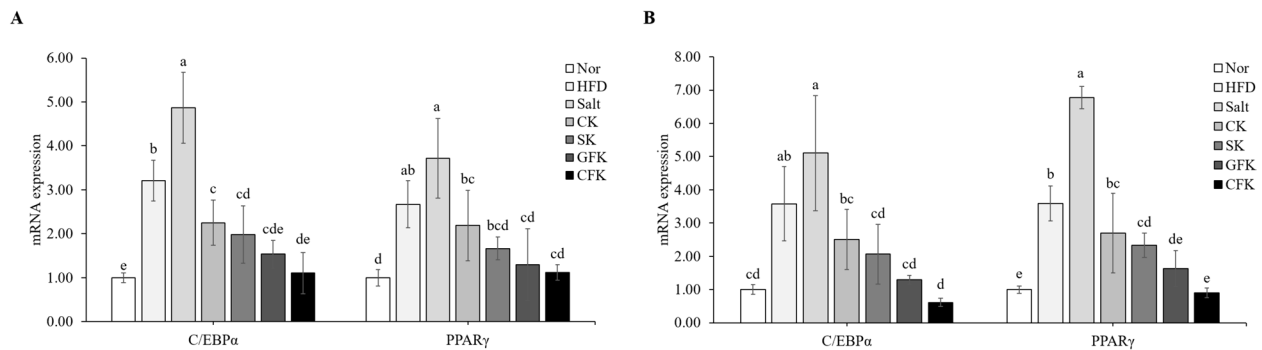 A
mRNA expression
6.00
5.00
4.00
3.00
2.00
1.00
0.00
e
b
a
c
cd
cde
de
d
ab
a
bc
bcd
cd
cd
C/EBPα
PPARγ
Nor
HFD
Salt
CK
SK
GFK
CFK
B
mRNA expression
8.00
7.00
6.00
5.00
4.00
3.00
2.00
1.00
0.00
cd
ab
a
bc
cd
cd
d
e
b
a
bc
cd
de
e
C/EBPα
PPARγ
Nor
HFD
Salt
CK
SK
GFK
CFK